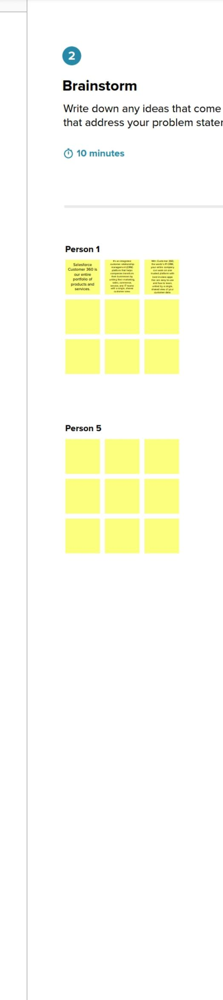 2
Brainstorm
Write down any ideas that come
that address your problem stater
10 minutes
Person 1
Salesforce
Customer 360 is
our entire
portfolio of
products and
services.
It's an integrated
customer relationship
management (CRM)
platform that helps
companies transform
their businesses by
uniting their marketing,
sales, commerce,
service, and IT teams
with a single, shared
customer view.
With Customer 360,
the world's #1 CRM,
your entire company
can work on one
trusted platform with
best-in-class apps
that are easy to use
and free to learn,
united by a single,
shared view of your
customer data.
Person 5